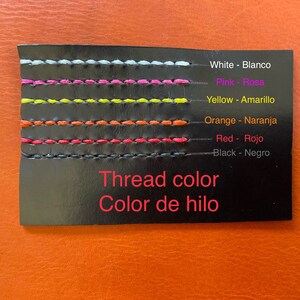 White - Blanco
Pink - Rosa
Yellow - Amarillo
Orange - Naranja
Red - Rojo
Black - Negro
Thread color
Color de hilo